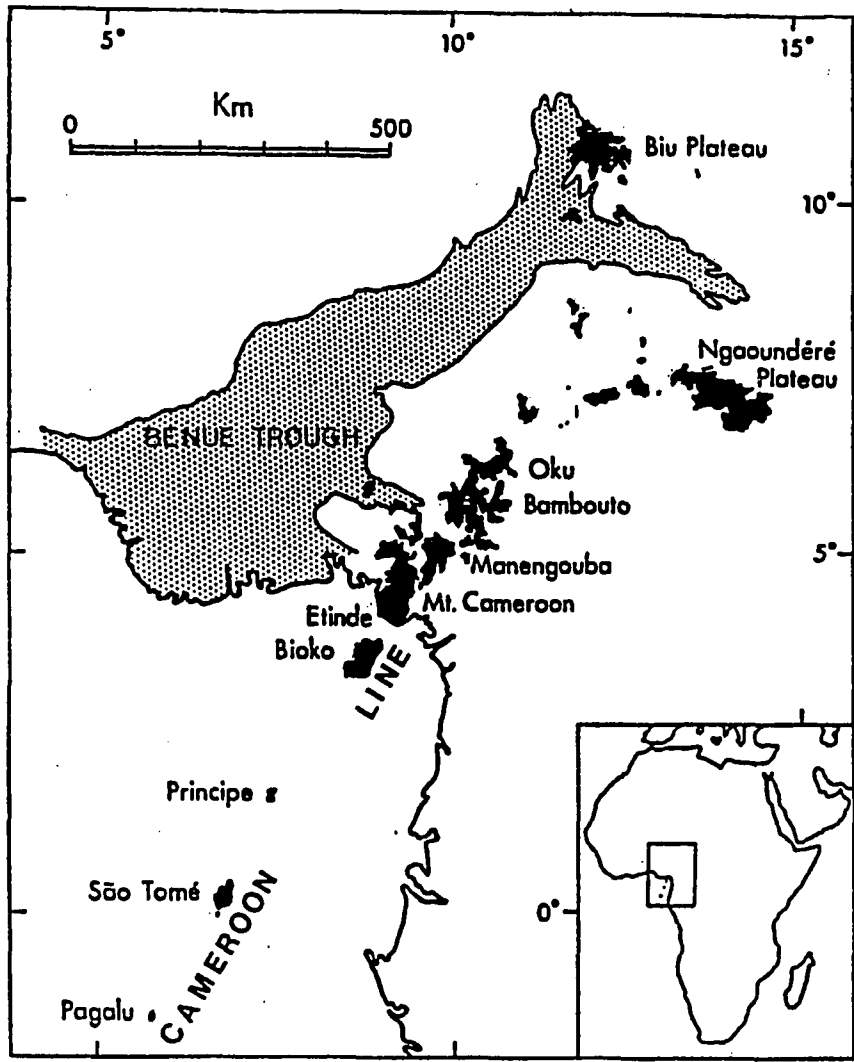 5°
10°
15°
Km
0
500
Biu Plateau
10°
Ngaoundéré
Plateau
BENUE TROUGH
Oku
Bambouto
5°
Manengouba
Mt. Cameroon
Etinde
Bioko
LINE
Principe
São Tomé
CAMEROON
0°
Pagalu